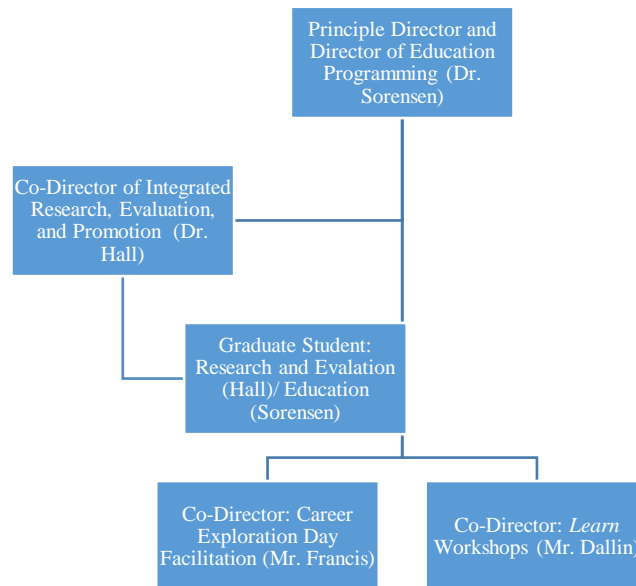 Principle Director and
Director of Education
Programming (Dr.
Sorensen)
Co-Director of Integrated
Research, Evaluation,
and Promotion (Dr.
Hall)
Graduate Student:
Research and Evalation
(Hall)/ Education
(Sorensen)
Co-Director: Career
Exploration Day
Facilitation (Mr. Francis)
Co-Director: Learn
Workshops (Mr. Dallin)